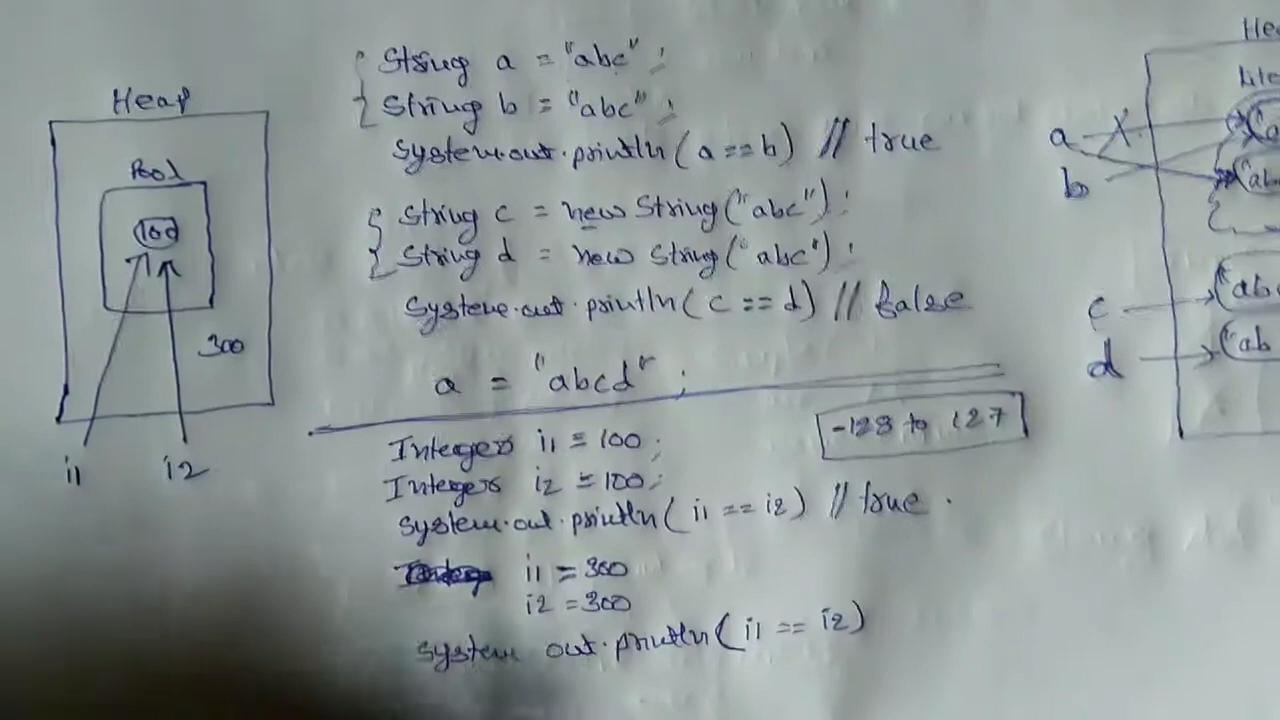 Heap
Pool
100
300
i1 i2
String a = "abc";
String b = "abc";
System.out.println(a==b) // true
String c = new String("abc");
String d = new String("abc");
System.out.println(c == d) // false
a = "abcd";
-128 to 127
Integer i1 = 100;
Integer i2 = 100;
System.out.println(i1 == i2) // true.
i1 = 300
i2 = 300
System out.println(i1 == i2)
a
b
c
d
"abc
"ab